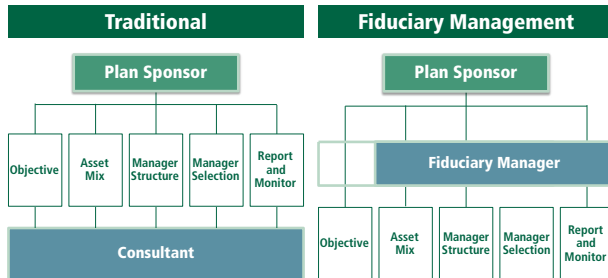 Traditional
Fiduciary Management
Plan Sponsor
Plan Sponsor
Objective
Asset
Mix
Manager
Structure
Manager
Selection
Report
and
Monitor
Consultant
Fiduciary Manager
Objective
Asset
Mix
Manager
Structure
Manager
Selection
Report
and
Monitor